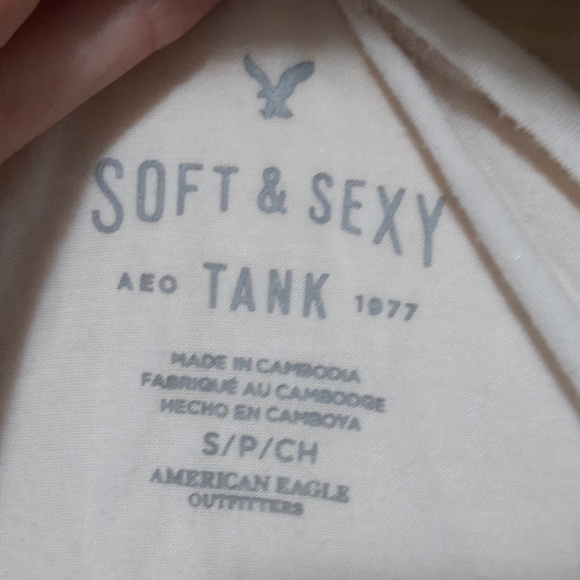 SOFT & SEXY
AEO TANK 1977
MADE IN CAMBODIA
FABRIQUÉ AU CAMBODGE
HECHO EN CAMBOYA
S/P/CH
AMERICAN EAGLE
OUTFITTERS